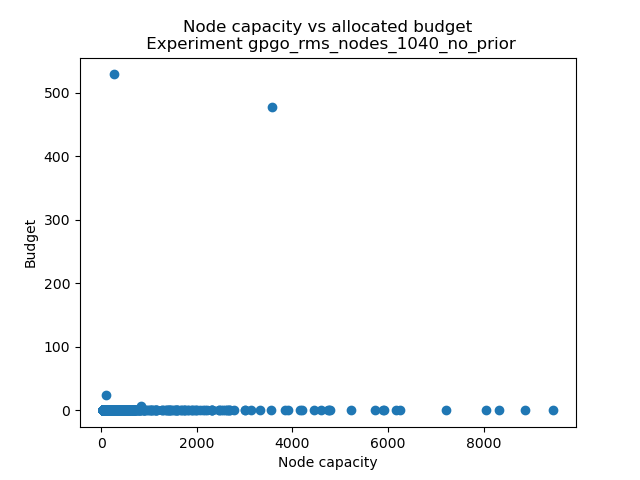 Node capacity vs allocated budget
Experiment gpgo_rms_nodes_1040_no_prior
500
400
300
200
100
0
Budget
0 2000 4000 6000 8000
Node capacity